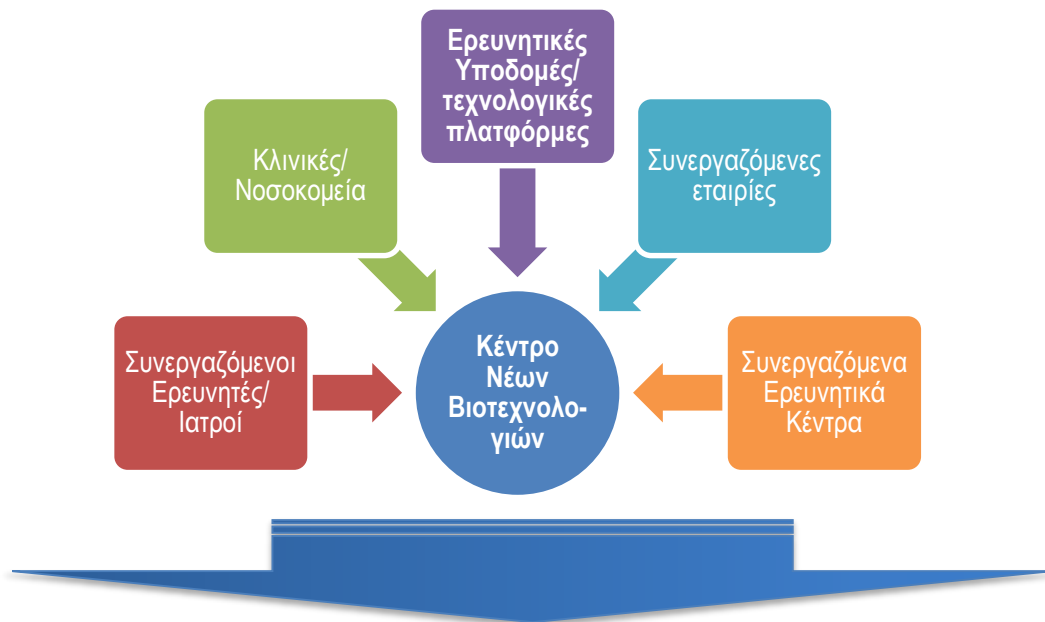 Ερευνητικές
Υποδομές/
τεχνολογικές
πλατφόρμες
Κλινικές/
Νοσοκομεία
Συνεργαζόμενες
εταιρίες
Συνεργαζόμενοι
Ερευνητές/
Ιατροί
Κέντρο
Νέων
Βιοτεχνολο-
γιών
Συνεργαζόμενα
Ερευνητικά
Κέντρα